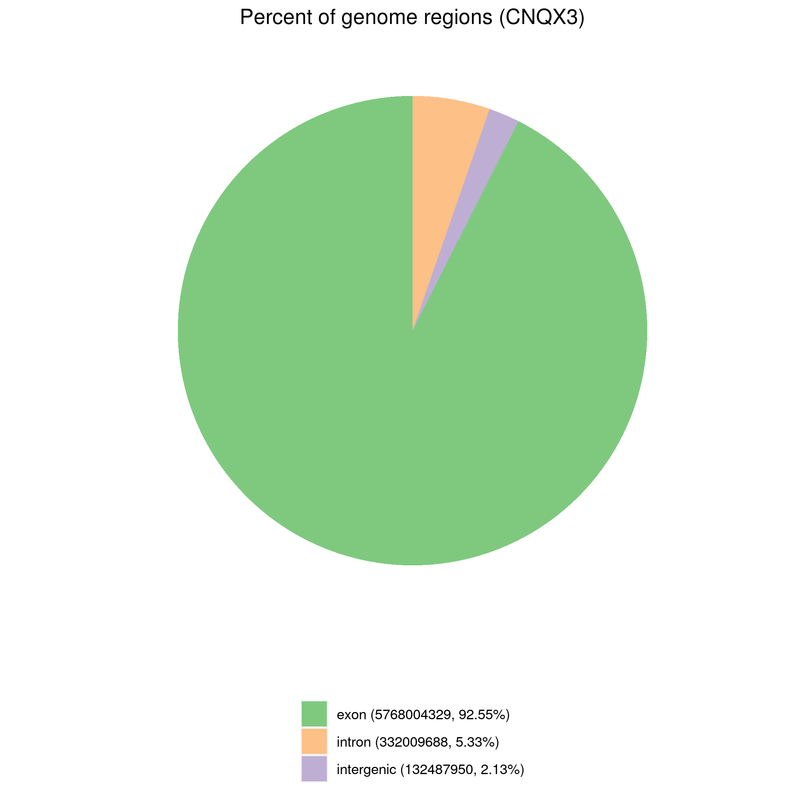 Percent of genome regions (CNQX3)
exon (5768004329, 92.55%)
intron (332009688, 5.33%)
intergenic (132487950, 2.13%)